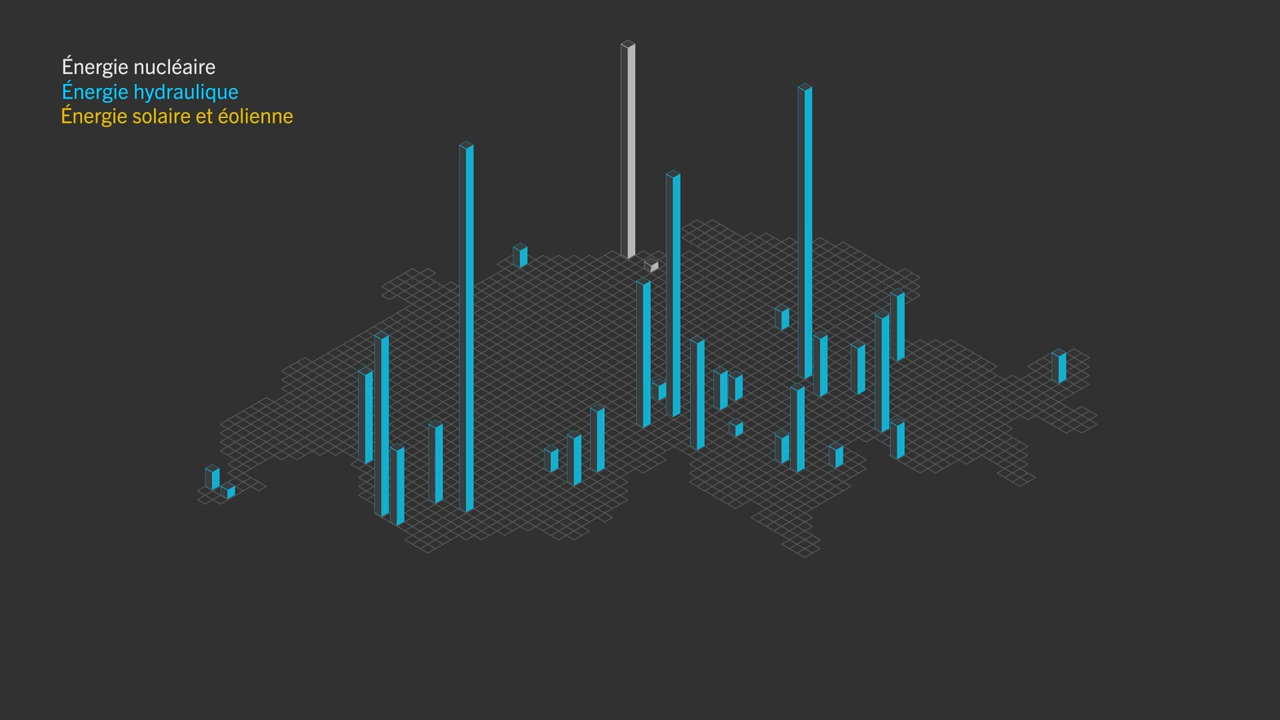 Énergie nucléaire
Énergie hydraulique
Énergie solaire et éolienne